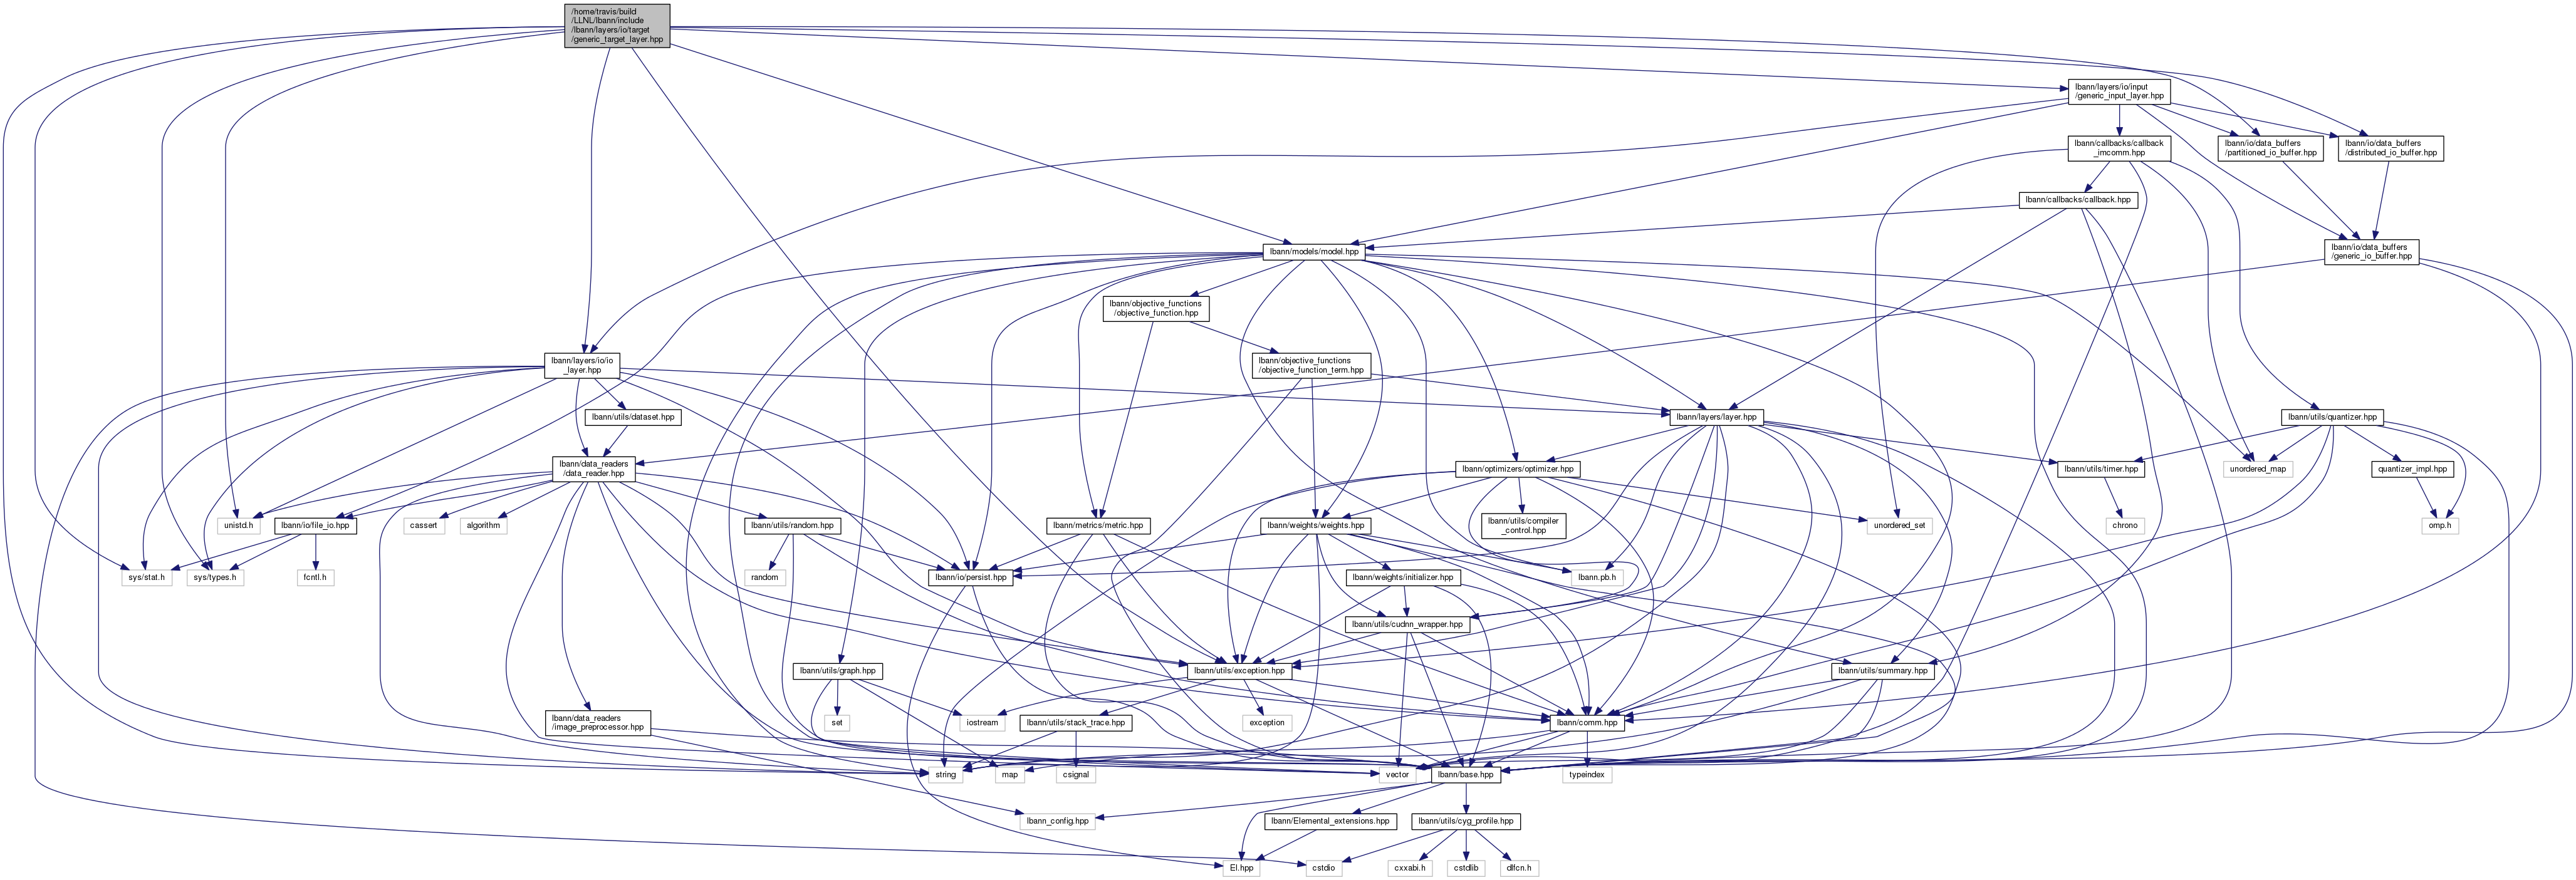 /home/travis/build
/LLNL/lbann/include
/lbann/layers/io/target
/generic_target_layer.hpp
lbann/layers/io/input
/generic_input_layer.hpp
lbann/callbacks/callback
_imcomm.hpp
lbann/io/data_buffers
/partitioned_io_buffer.hpp
lbann/io/data_buffers
/distributed_io_buffer.hpp
lbann/callbacks/callback.hpp
lbann/models/model.hpp
lbann/io/data_buffers
/generic_io_buffer.hpp
lbann/objective_functions
/objective_function.hpp
lbann/layers/io/io
_layer.hpp
lbann/objective_functions
/objective_function_term.hpp
lbann/utils/dataset.hpp
lbann/layers/layer.hpp
lbann/utils/quantizer.hpp
lbann/data_readers
/data_reader.hpp
lbann/optimizers/optimizer.hpp
lbann/utils/timer.hpp
unordered_map
quantizer_impl.hpp
unistd.h
lbann/io/file_io.hpp
cassert
algorithm
lbann/utils/random.hpp
lbann/metrics/metric.hpp
lbann/weights/weights.hpp
lbann/utils/compiler
_control.hpp
unordered_set
chrono
omp.h
sys/stat.h
sys/types.h
fcntl.h
random
lbann/io/persist.hpp
lbann/weights/initializer.hpp
lbann.pb.h
lbann/utils/cudnn_wrapper.hpp
lbann/utils/graph.hpp
lbann/utils/exception.hpp
lbann/utils/summary.hpp
lbann/data_readers
/image_preprocessor.hpp
set
iostream
lbann/utils/stack_trace.hpp
exception
lbann/comm.hpp
string
map
csignal
vector
lbann/base.hpp
typeindex
lbann_config.hpp
lbann/Elemental_extensions.hpp
lbann/utils/cyg_profile.hpp
El.hpp
cstdio
cxxabi.h
cstdlib
dlfcn.h